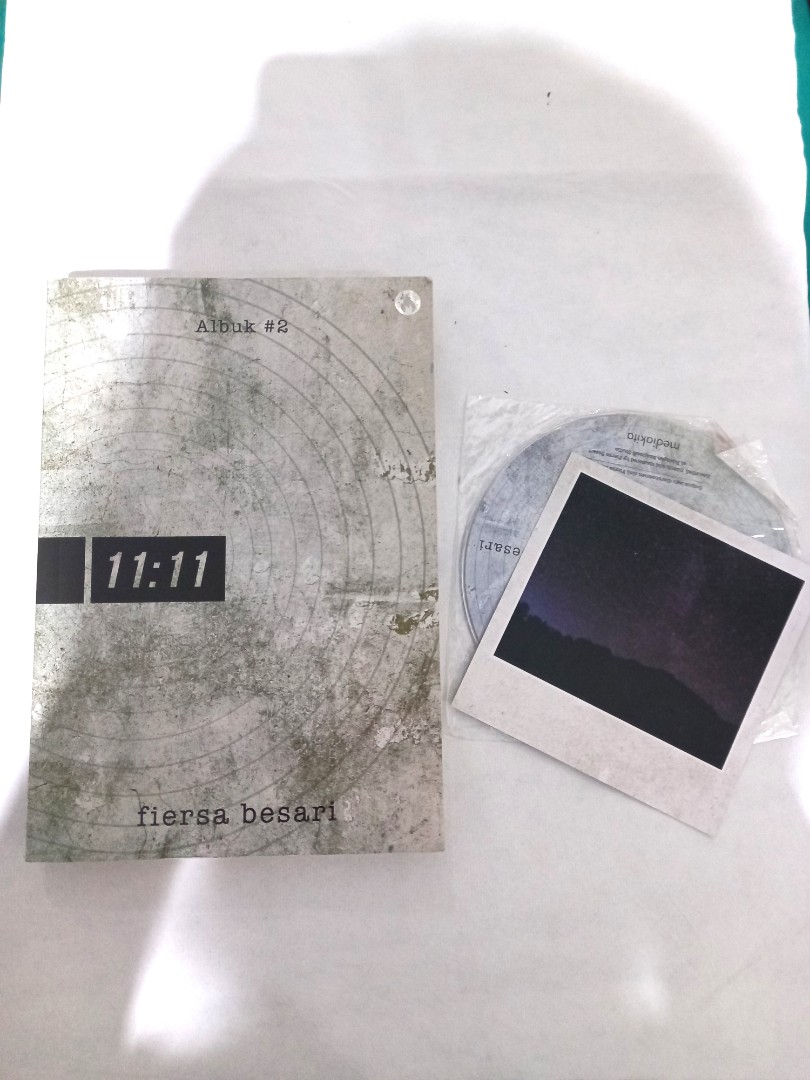 Albuk #2
11:11
fiersa besari
mediakita
esari